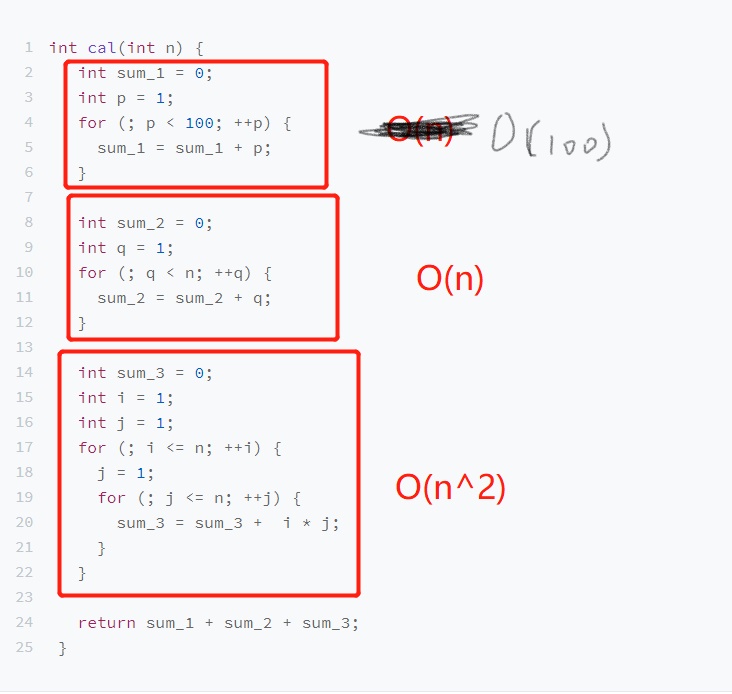 1 int cal(int n) {
2 int sum_1 = 0;
3 int p = 1;
4 for (; p < 100; ++p) { O(n) O(100)
5 sum_1 = sum_1 + p;
6 }
7
8 int sum_2 = 0;
9 int q = 1;
10 for (; q < n; ++q) { O(n)
11 sum_2 = sum_2 + q;
12 }
13
14 int sum_3 = 0;
15 int i = 1;
16 int j = 1;
17 for (; i <= n; ++i) {
18 j = 1;
19 for (; j <= n; ++j) { O(n^2)
20 sum_3 = sum_3 + i * j;
21 }
22 }
23
24 return sum_1 + sum_2 + sum_3;
25 }